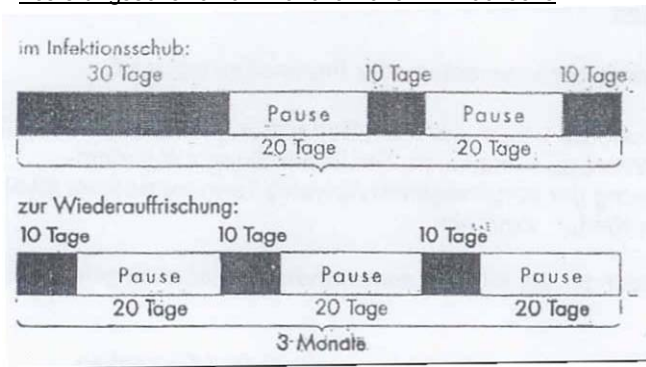 im Infektionsschub:
30 Tage 10 Tage 10 Tage
Pause Pause
20 Tage 20 Tage
zur Wiederauffrischung:
10 Tage 10 Tage 10 Tage
Pause Pause Pause
20 Tage 20 Tage 20 Tage
3 Monate